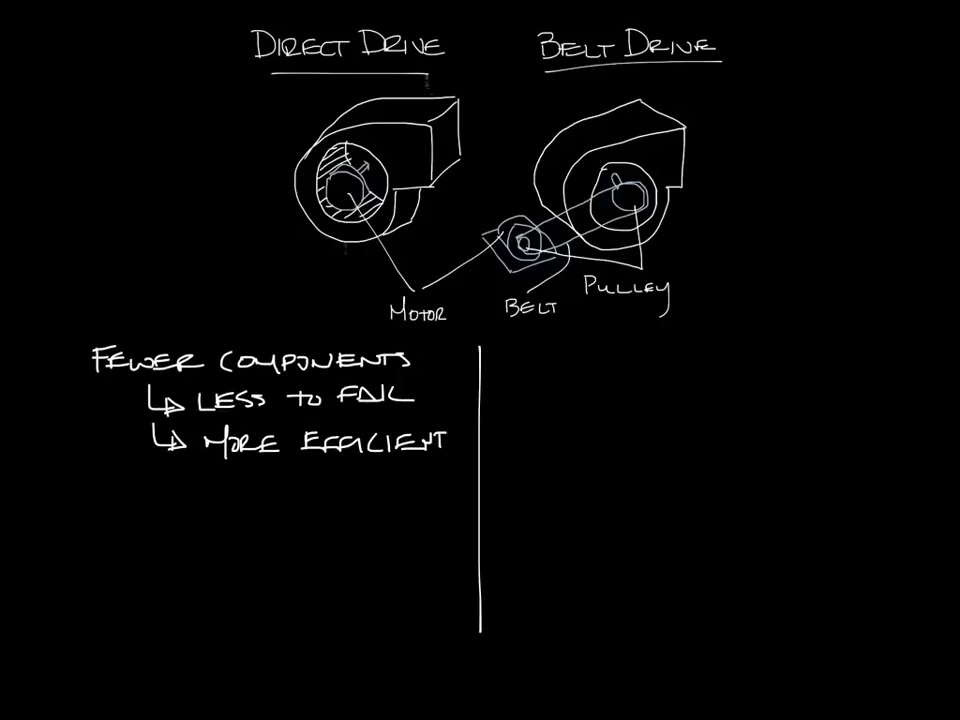 DIRECT DRIVE
BELT DRIVE
MOTOR
BELT
PULLEY
FEWER COMPONENTS
↳ LESS TO FAIL
↳ MORE EFFICIENT